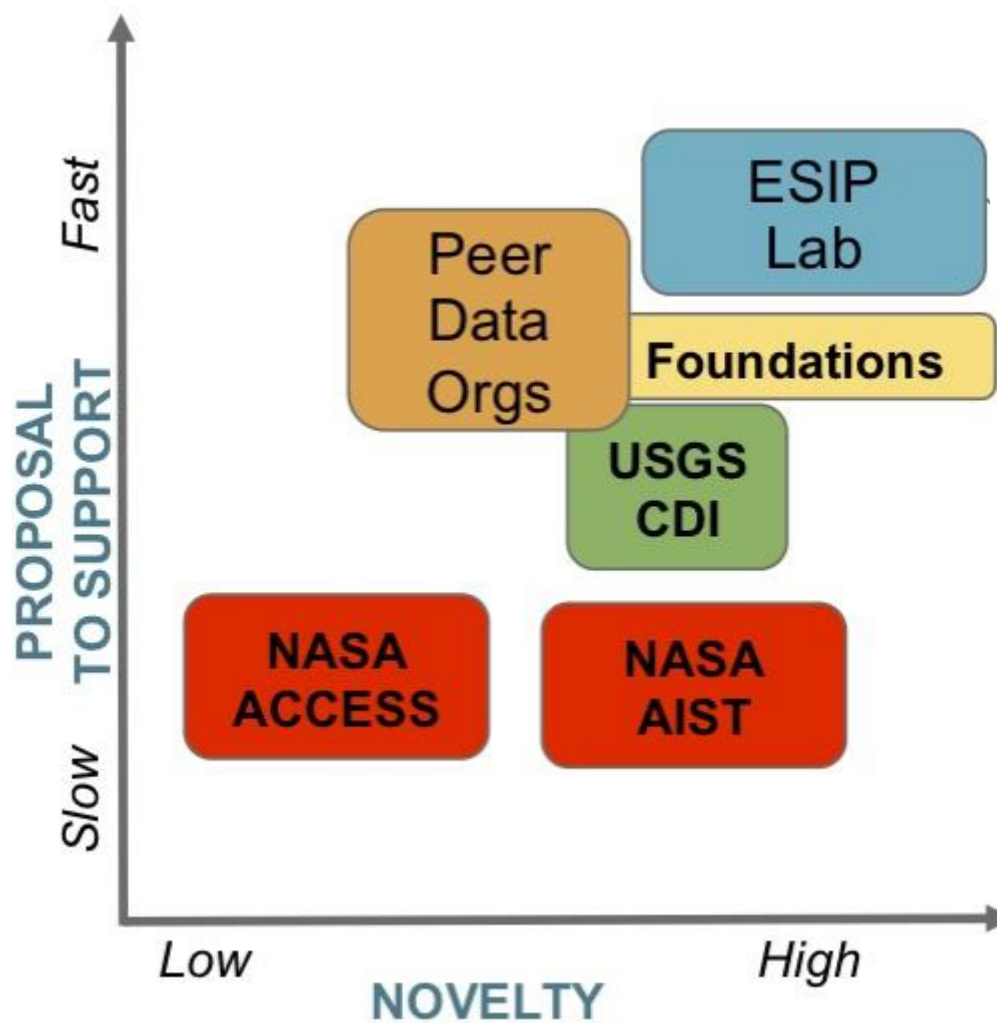 Fast
ESIP
Lab
Peer
Data
Orgs
Foundations
PROPOSAL
TO SUPPORT
USGS
CDI
NASA
ACCESS
NASA
AIST
Slow
Low
High
NOVELTY